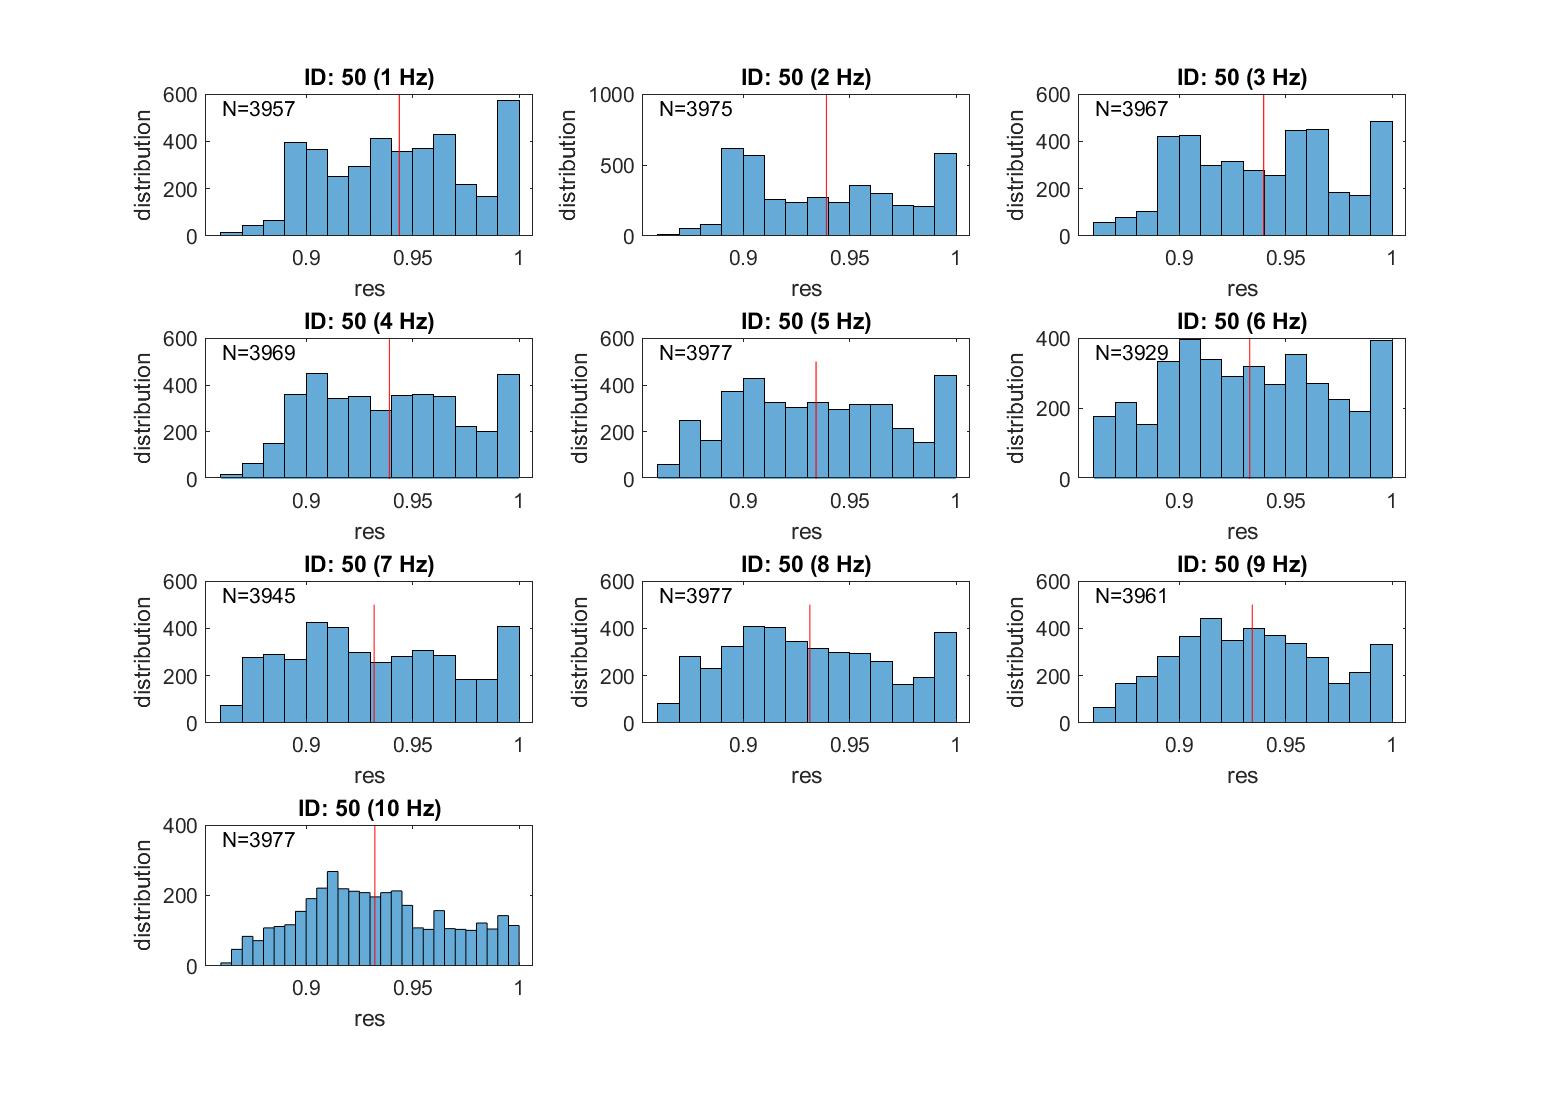 ID: 50 (1 Hz)
600
400
200
0
distribution
N=3957
0.9 0.95 1
res
ID: 50 (2 Hz)
1000
500
0
distribution
N=3975
0.9 0.95 1
res
ID: 50 (3 Hz)
600
400
200
0
distribution
N=3967
0.9 0.95 1
res
ID: 50 (4 Hz)
600
400
200
0
distribution
N=3969
0.9 0.95 1
res
ID: 50 (5 Hz)
600
400
200
0
distribution
N=3977
0.9 0.95 1
res
ID: 50 (6 Hz)
400
200
0
distribution
N=3929
0.9 0.95 1
res
ID: 50 (7 Hz)
600
400
200
0
distribution
N=3945
0.9 0.95 1
res
ID: 50 (8 Hz)
600
400
200
0
distribution
N=3977
0.9 0.95 1
res
ID: 50 (9 Hz)
600
400
200
0
distribution
N=3961
0.9 0.95 1
res
ID: 50 (10 Hz)
400
200
0
distribution
N=3977
0.9 0.95 1
res